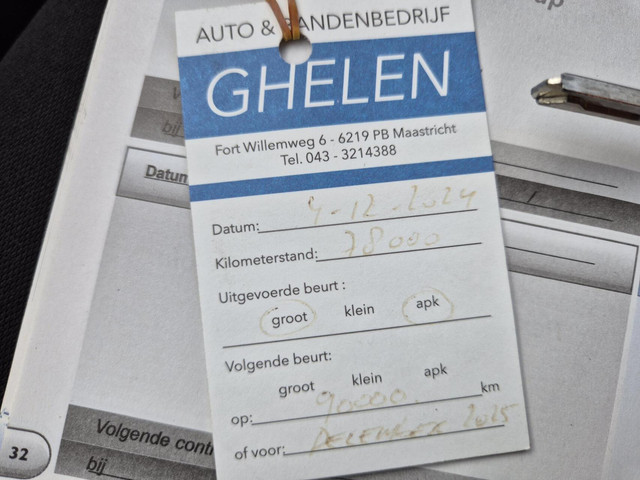 AUTO & BANDENBEDRIJF
GHELEN
Fort Willemweg 6 - 6219 PB Maastricht
Tel. 043 - 3214388
Datum: 4-12-2024
Kilometerstand: 78000
Uitgevoerde beurt :
groot klein apk
Volgende beurt:
groot klein apk
op: 90000 km
of voor: DECEMBER 2025
Datum
Volgende contr
bij
32